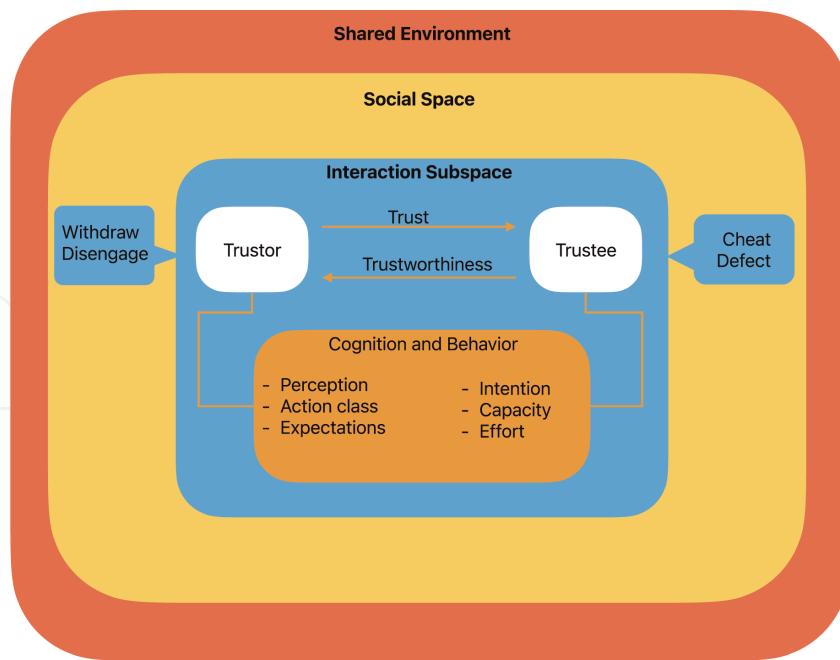 Shared Environment
Social Space
Interaction Subspace
Withdraw
Disengage
Trustor
Trust
Trustworthiness
Trustee
Cheat
Defect
Cognition and Behavior
- Perception
- Action class
- Expectations
- Intention
- Capacity
- Effort